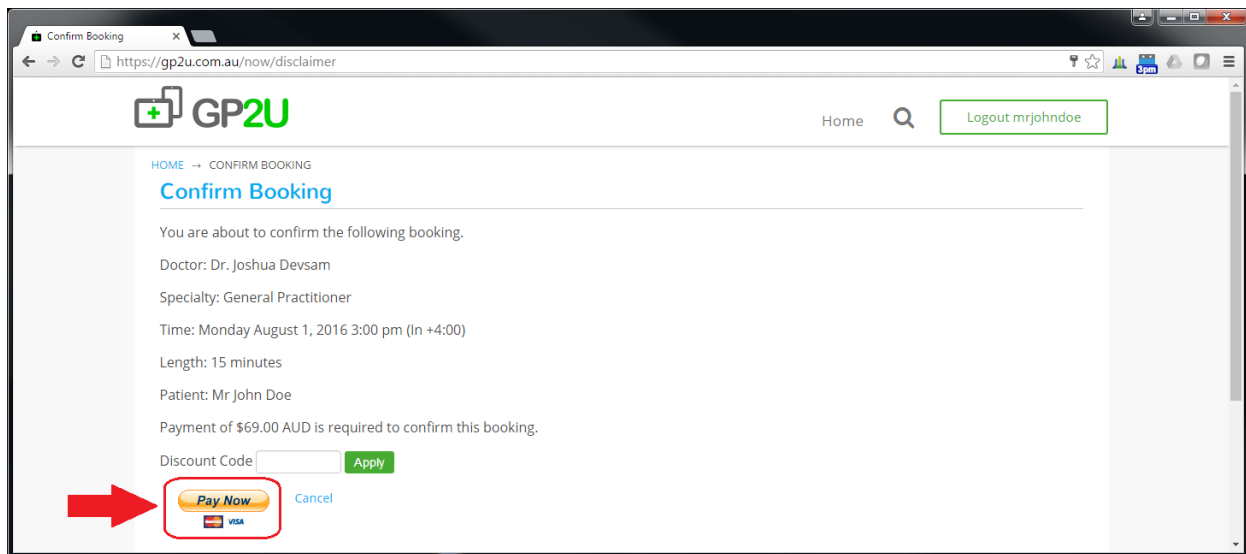 Confirm Booking
https://gp2u.com.au/now/disclaimer
3pm
GP2U
Home
Logout mrjohndoe
HOME → CONFIRM BOOKING
Confirm Booking
You are about to confirm the following booking.
Doctor: Dr. Joshua Devsam
Specialty: General Practitioner
Time: Monday August 1, 2016 3:00 pm (In +4:00)
Length: 15 minutes
Patient: Mr John Doe
Payment of $69.00 AUD is required to confirm this booking.
Discount Code Apply
Pay Now Cancel
VISA